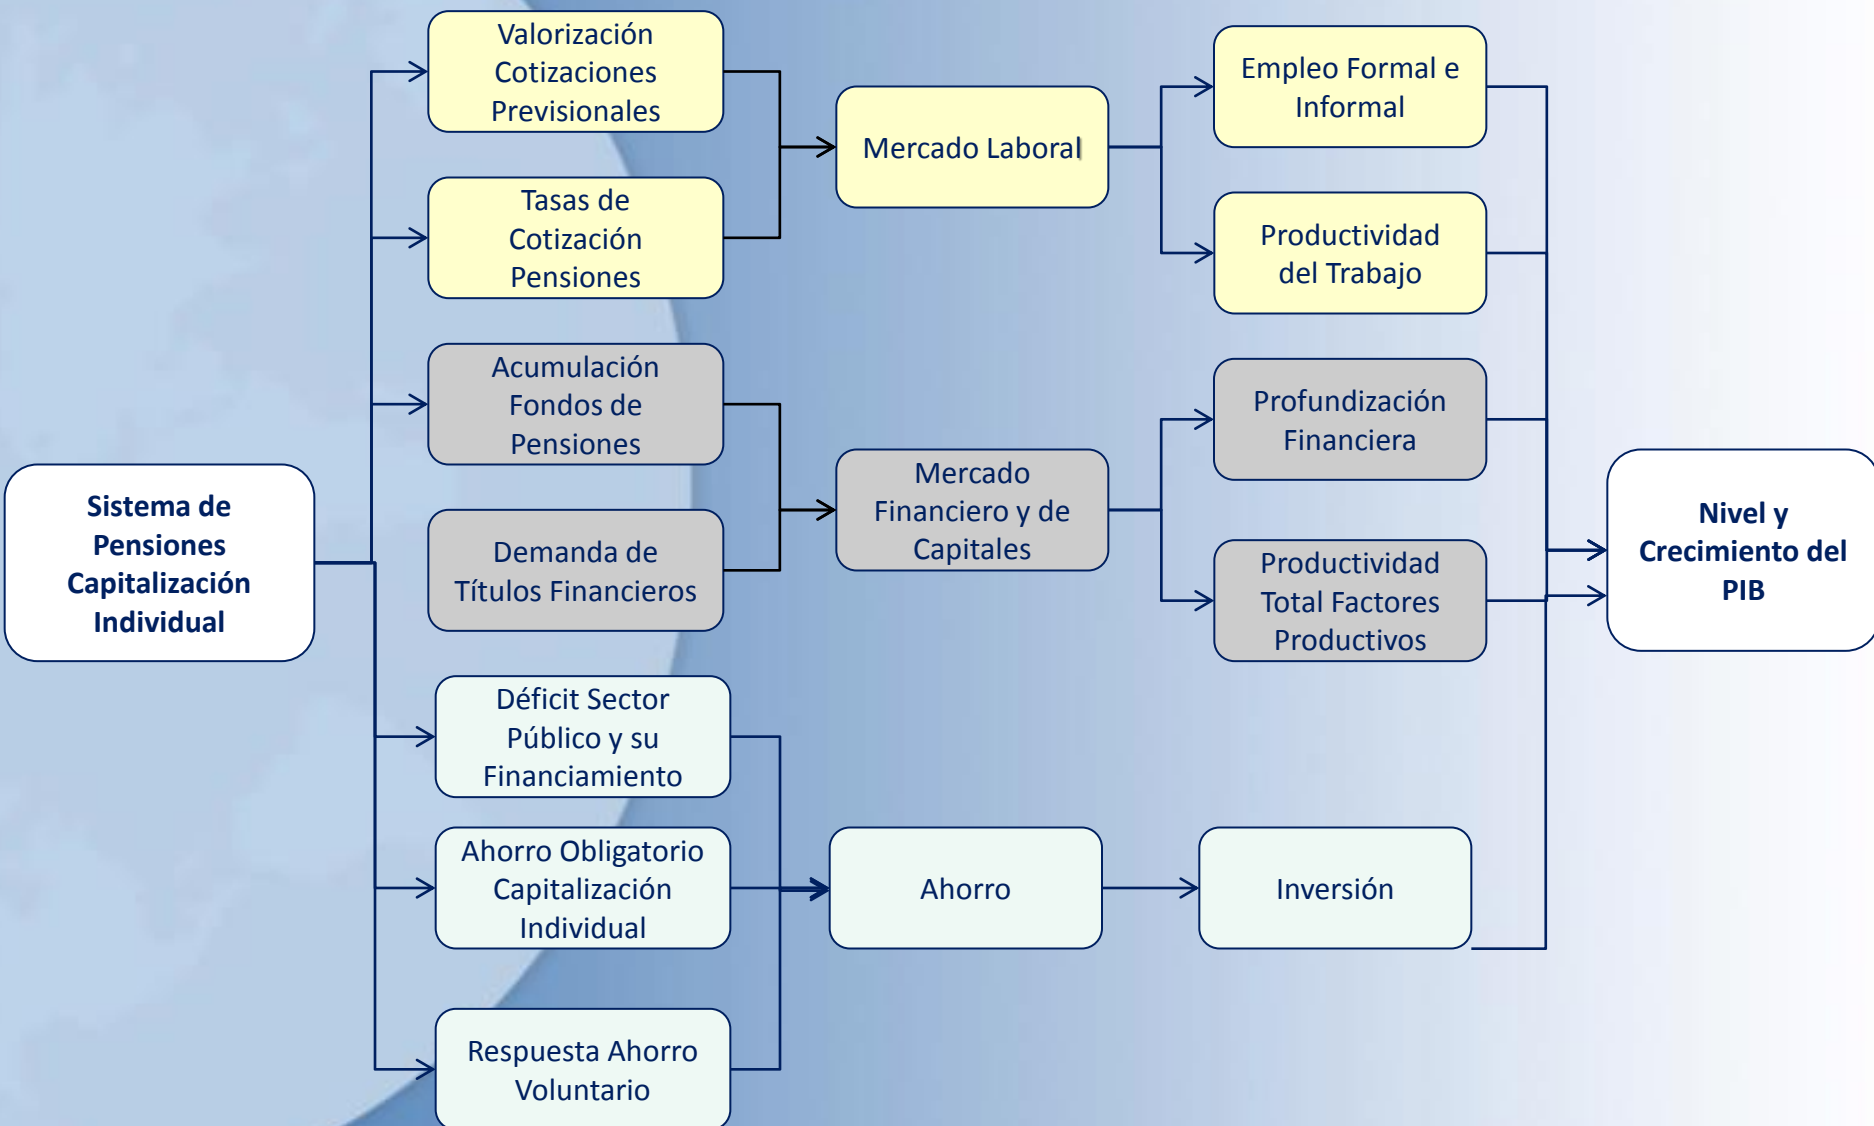 Valorización
Cotizaciones
Previsionales
Tasas de
Cotización
Pensiones
Acumulación
Fondos de
Pensiones
Demanda de
Títulos Financieros
Sistema de
Pensiones
Capitalización
Individual
Déficit Sector
Público y su
Financiamiento
Ahorro Obligatorio
Capitalización
Individual
Respuesta Ahorro
Voluntario
Mercado Laboral
Mercado
Financiero y de
Capitales
Ahorro
Empleo Formal e
Informal
Productividad
del Trabajo
Profundización
Financiera
Productividad
Total Factores
Productivos
Inversión
Nivel y
Crecimiento del
PIB